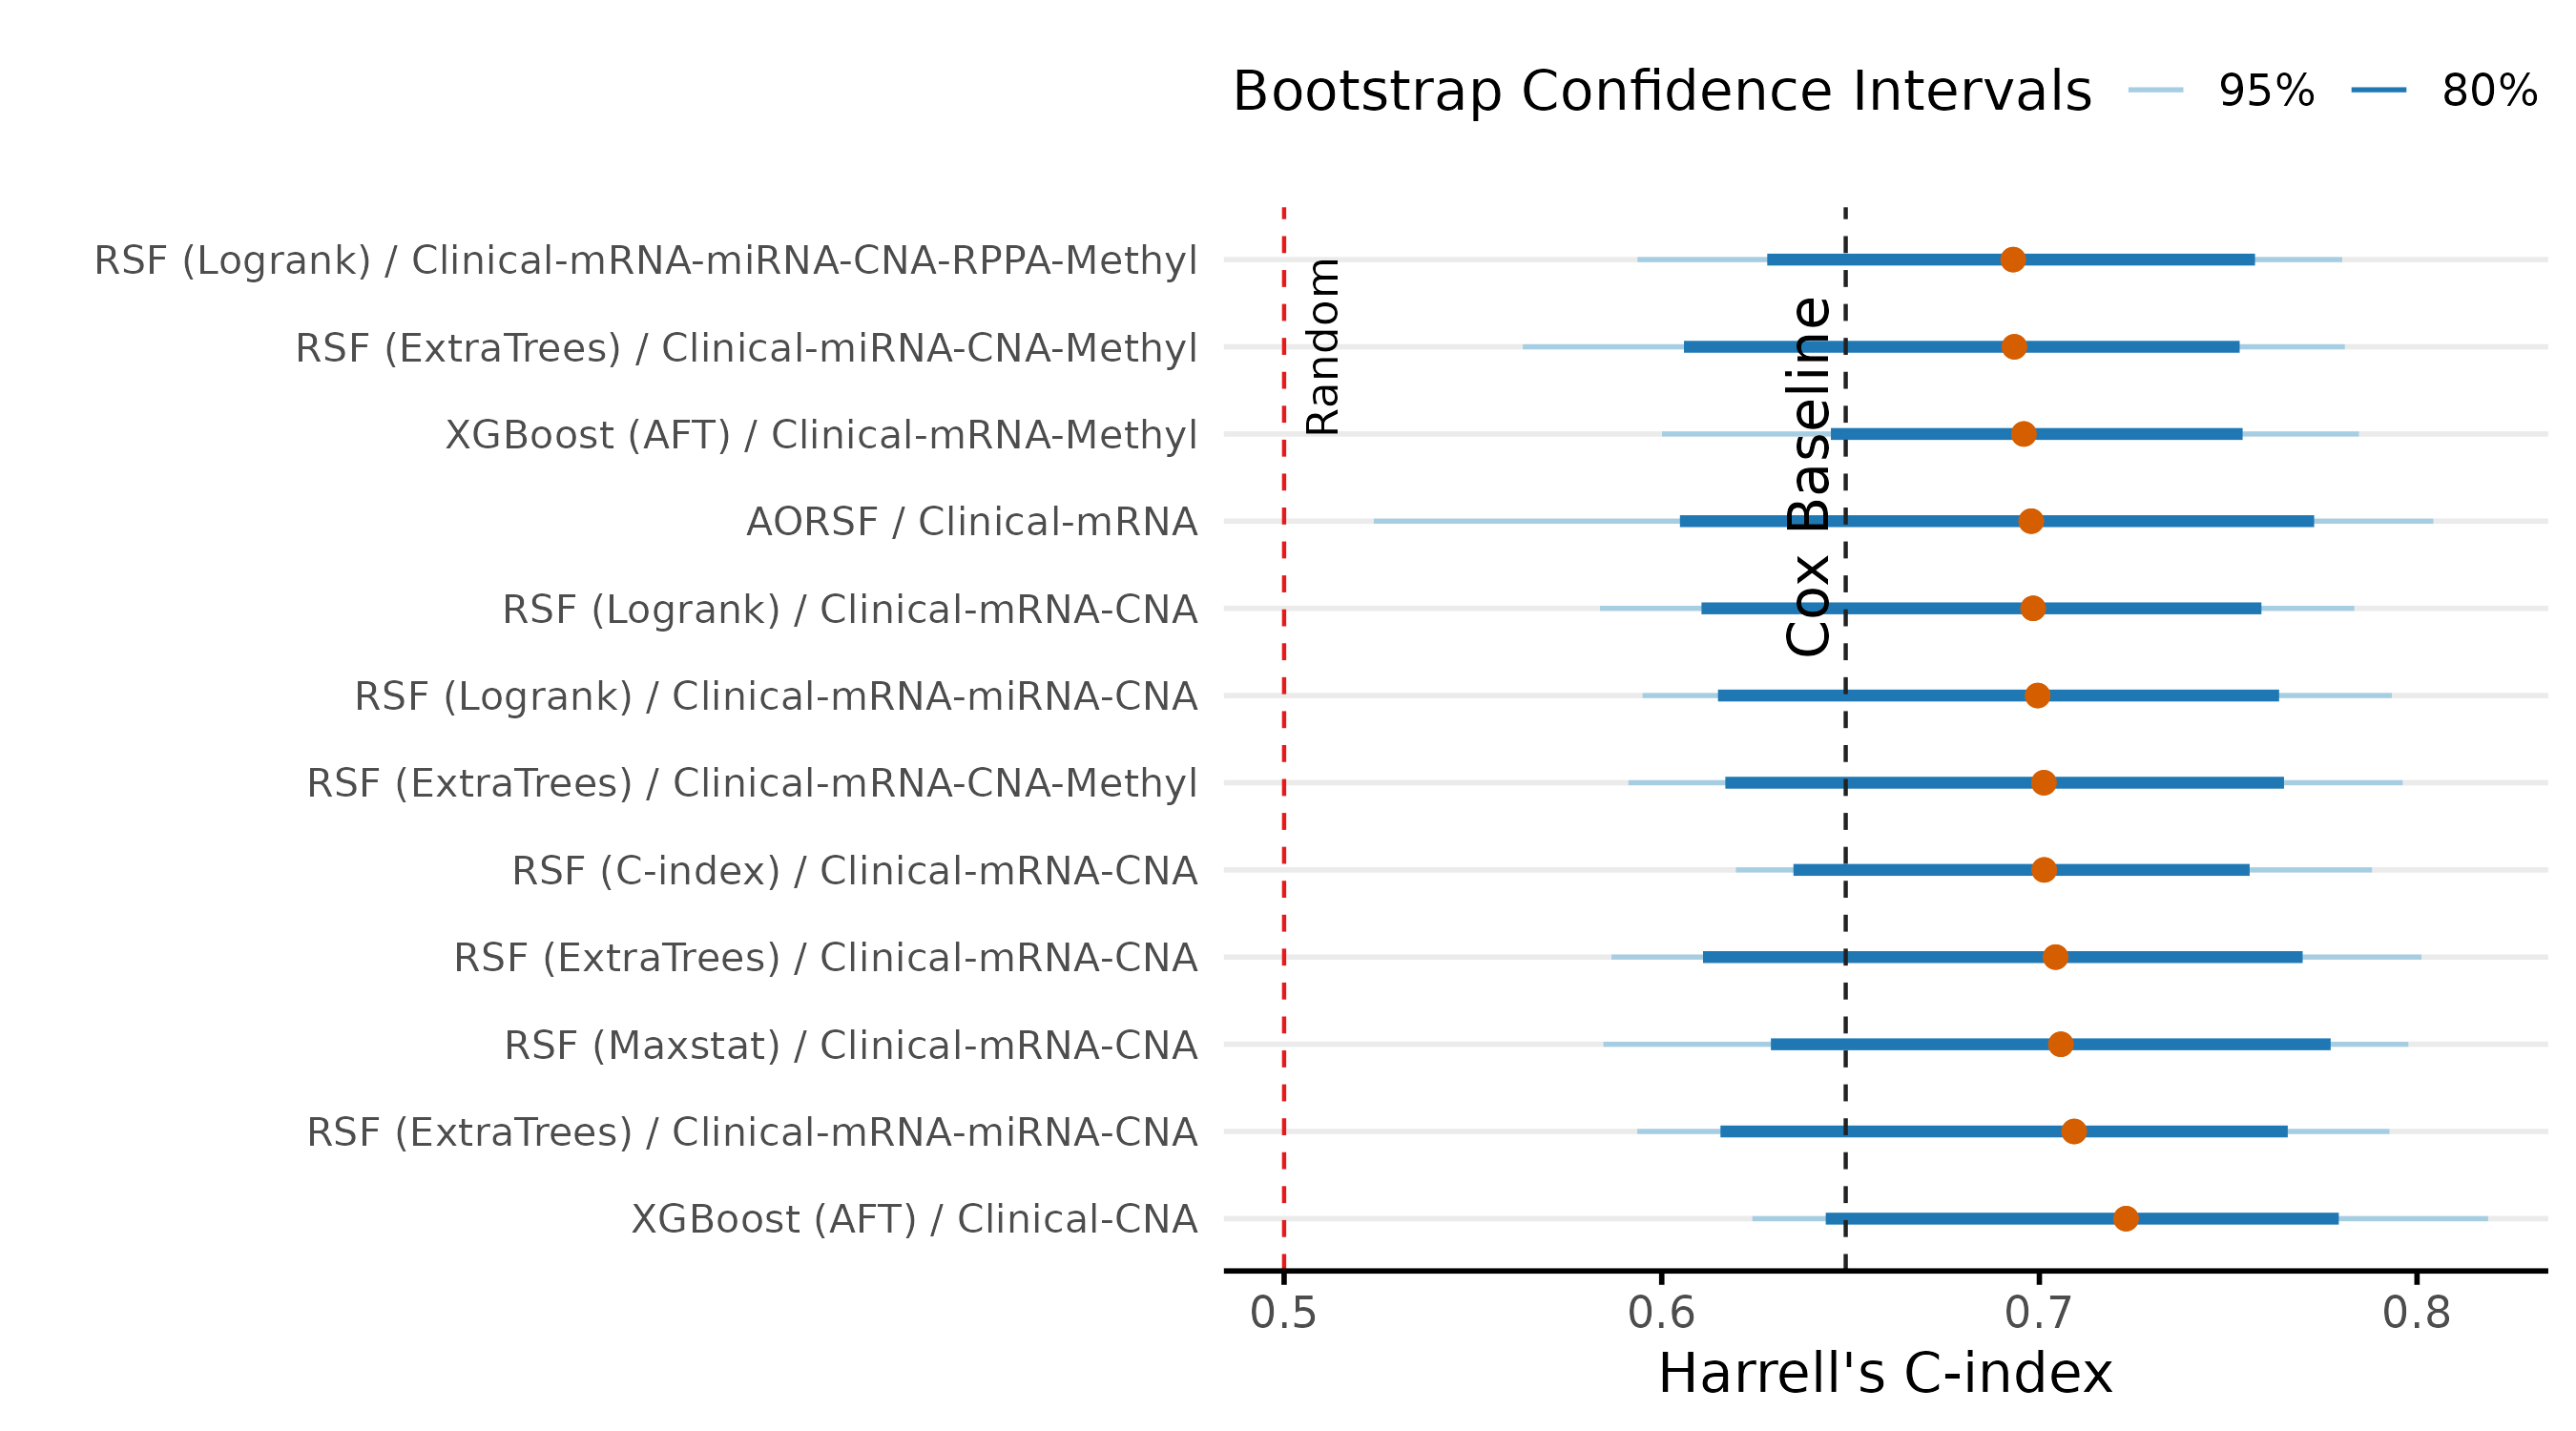 Bootstrap Confidence Intervals 95% 80%
RSF (Logrank) / Clinical-mRNA-miRNA-CNA-RPPA-Methyl
RSF (ExtraTrees) / Clinical-miRNA-CNA-Methyl
XGBoost (AFT) / Clinical-mRNA-Methyl
AORSF / Clinical-mRNA
RSF (Logrank) / Clinical-mRNA-CNA
RSF (Logrank) / Clinical-mRNA-miRNA-CNA
RSF (ExtraTrees) / Clinical-mRNA-CNA-Methyl
RSF (C-index) / Clinical-mRNA-CNA
RSF (ExtraTrees) / Clinical-mRNA-CNA
RSF (Maxstat) / Clinical-mRNA-CNA
RSF (ExtraTrees) / Clinical-mRNA-miRNA-CNA
XGBoost (AFT) / Clinical-CNA
Random
Cox Baseline
0.5 0.6 0.7 0.8
Harrell's C-index